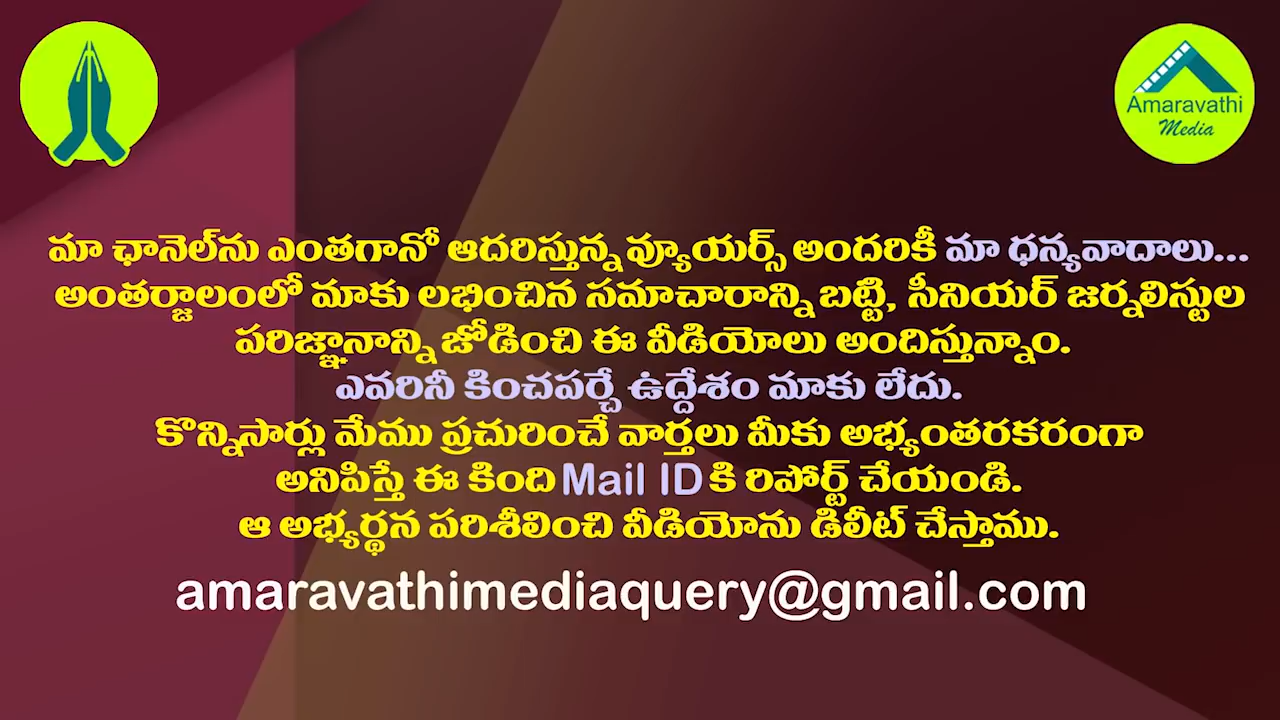 Amaravathi
Media
మా ఛానెల్‌ను ఎంతగానో ఆదరిస్తున్న వ్యూయర్స్ అందరికీ మా ధన్యవాదాలు...
అంతర్జాలంలో మాకు లభించిన సమాచారాన్ని బట్టి, సీనియర్ జర్నలిస్టుల
పరిజ్ఞానాన్ని జోడించి ఈ వీడియోలు అందిస్తున్నాం.
ఎవరినీ కించపర్చే ఉద్దేశం మాకు లేదు.
కొన్నిసార్లు మేము ప్రచురించే వార్తలు మీకు అభ్యంతరకరంగా
అనిపిస్తే ఈ కింది Mail ID కి రిపోర్ట్ చేయండి.
ఆ అభ్యర్థన పరిశీలించి వీడియోను డిలీట్ చేస్తాము.
amaravathimediaquery@gmail.com